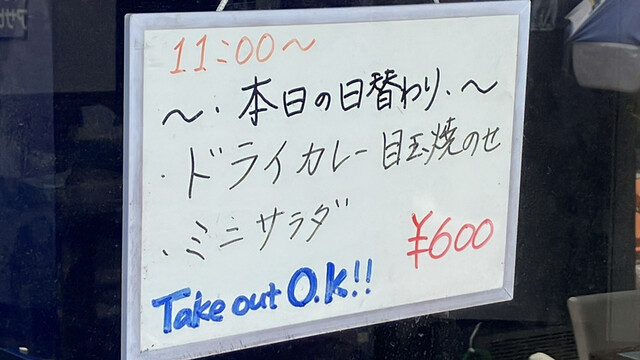 11:00〜
〜・本日の日替わり・〜
・ドライカレー 目玉焼のせ
・ミニサラダ
¥600
Take out O.K!!